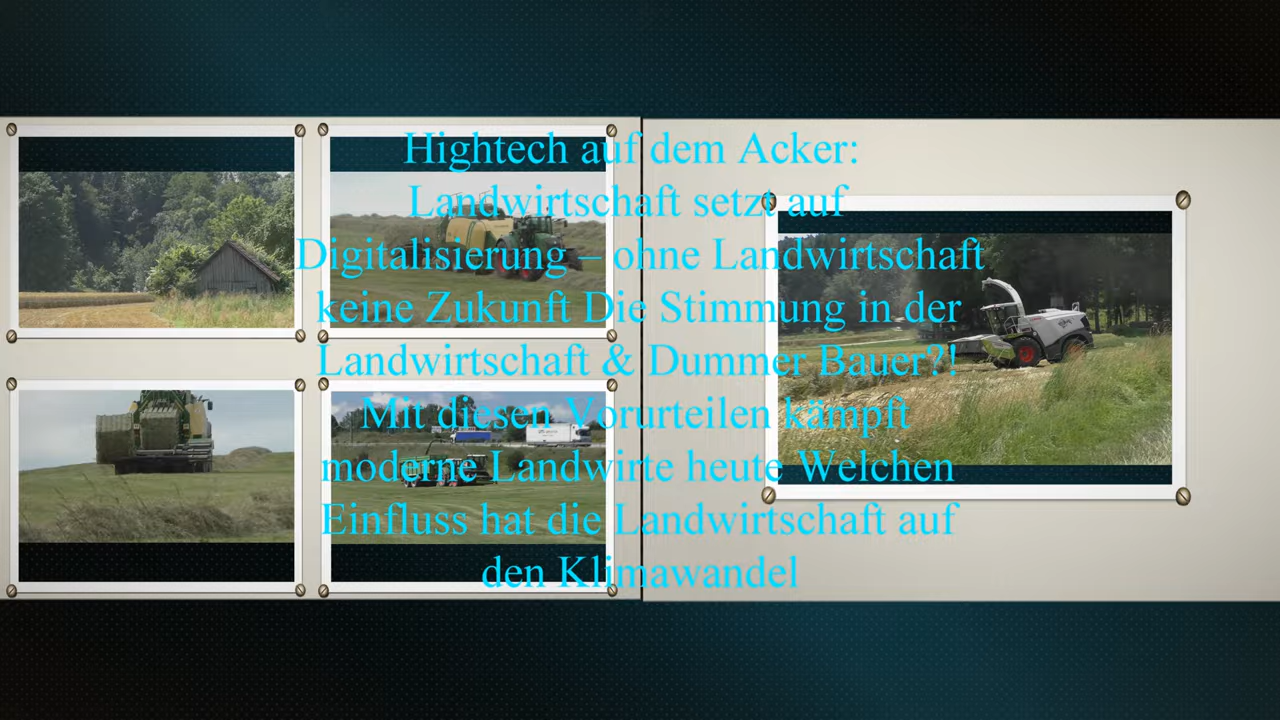 Hightech auf dem Acker:
Landwirtschaft setzt auf
Digitalisierung – ohne Landwirtschaft
keine Zukunft Die Stimmung in der
Landwirtschaft & Dummer Bauer?!
Mit diesen Vorurteilen kämpft
moderne Landwirte heute Welchen
Einfluss hat die Landwirtschaft auf
den Klimawandel